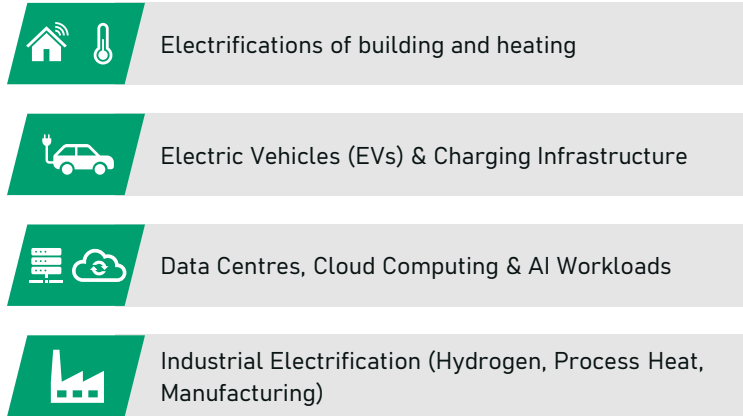 Electrifications of building and heating
Electric Vehicles (EVs) & Charging Infrastructure
Data Centres, Cloud Computing & AI Workloads
Industrial Electrification (Hydrogen, Process Heat,
Manufacturing)